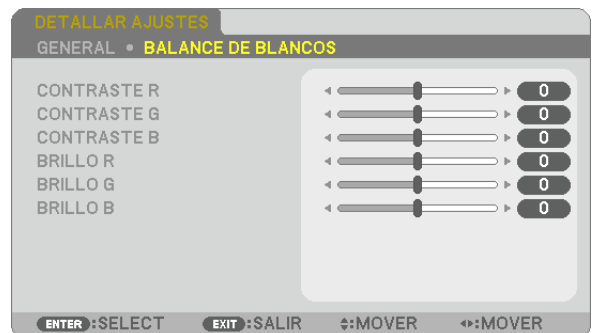 DETALLAR AJUSTES
GENERAL • BALANCE DE BLANCOS
CONTRASTE R 0
CONTRASTE G 0
CONTRASTE B 0
BRILLO R 0
BRILLO G 0
BRILLO B 0
ENTER :SELECT EXIT :SALIR :MOVER :MOVER